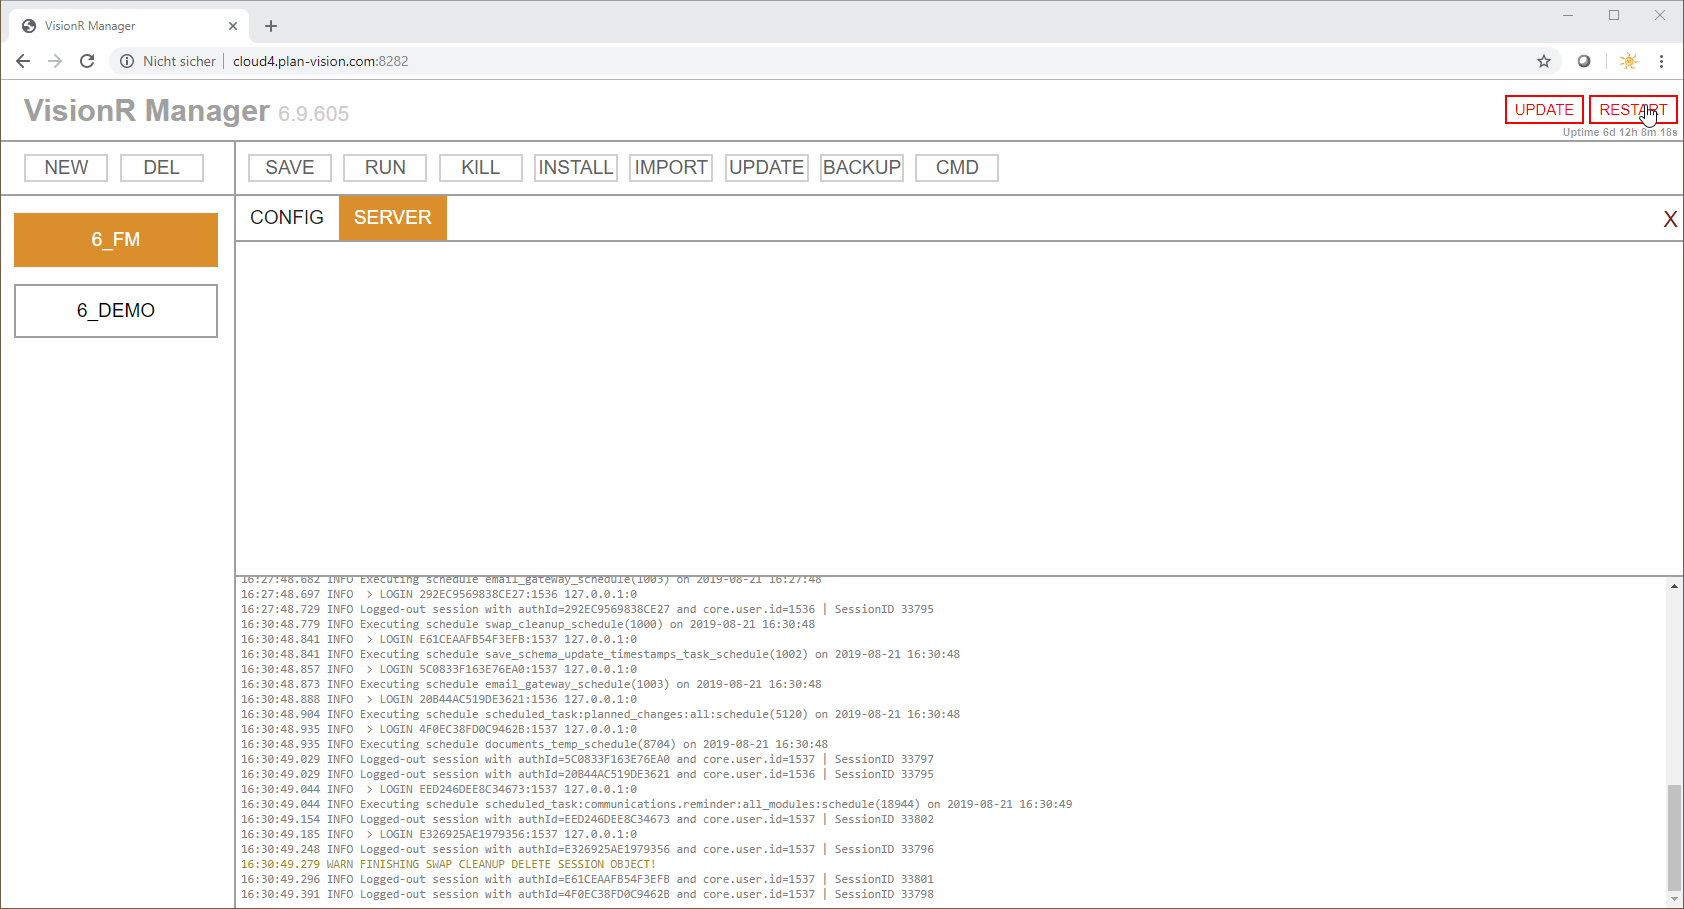 VisionR Manager
Nicht sicher cloud4.plan-vision.com:8282
VisionR Manager 6.9.605
UPDATE RESTART
Uptime 6d 12h 8m 18s
NEW DEL SAVE RUN KILL INSTALL IMPORT UPDATE BACKUP CMD
CONFIG SERVER X
6_FM
6_DEMO
16:27:48.682 INFO Executing schedule email_gateway_schedule(1003) on 2019-08-21 16:27:48
16:27:48.697 INFO  > LOGIN 292EC9569838CE27:1536 127.0.0.1:0
16:27:48.729 INFO Logged-out session with authId=292EC9569838CE27 and core.user.id=1536 | SessionID 33795
16:30:48.779 INFO Executing schedule swap_cleanup_schedule(1000) on 2019-08-21 16:30:48
16:30:48.841 INFO  > LOGIN E61CEAAFB54F3EFB:1537 127.0.0.1:0
16:30:48.841 INFO Executing schedule save_schema_update_timestamps_task_schedule(1002) on 2019-08-21 16:30:48
16:30:48.857 INFO  > LOGIN 5C0833F163E76EA0:1537 127.0.0.1:0
16:30:48.873 INFO Executing schedule email_gateway_schedule(1003) on 2019-08-21 16:30:48
16:30:48.888 INFO  > LOGIN 20B44AC519DE3621:1536 127.0.0.1:0
16:30:48.904 INFO Executing schedule scheduled_task:planned_changes:all:schedule(5120) on 2019-08-21 16:30:48
16:30:48.935 INFO  > LOGIN 4F0EC38FD0C9462B:1537 127.0.0.1:0
16:30:48.935 INFO Executing schedule documents_temp_schedule(8704) on 2019-08-21 16:30:48
16:30:49.029 INFO Logged-out session with authId=5C0833F163E76EA0 and core.user.id=1537 | SessionID 33797
16:30:49.029 INFO Logged-out session with authId=20B44AC519DE3621 and core.user.id=1536 | SessionID 33795
16:30:49.044 INFO  > LOGIN EED246DEE8C34673:1537 127.0.0.1:0
16:30:49.044 INFO Executing schedule scheduled_task:communications.reminder:all_modules:schedule(18944) on 2019-08-21 16:30:49
16:30:49.154 INFO Logged-out session with authId=EED246DEE8C34673 and core.user.id=1537 | SessionID 33802
16:30:49.185 INFO  > LOGIN E326925AE1979356:1537 127.0.0.1:0
16:30:49.248 INFO Logged-out session with authId=E326925AE1979356 and core.user.id=1537 | SessionID 33796
16:30:49.279 WARN FINISHING SWAP CLEANUP DELETE SESSION OBJECT!
16:30:49.296 INFO Logged-out session with authId=E61CEAAFB54F3EFB and core.user.id=1537 | SessionID 33801
16:30:49.391 INFO Logged-out session with authId=4F0EC38FD0C9462B and core.user.id=1537 | SessionID 33798